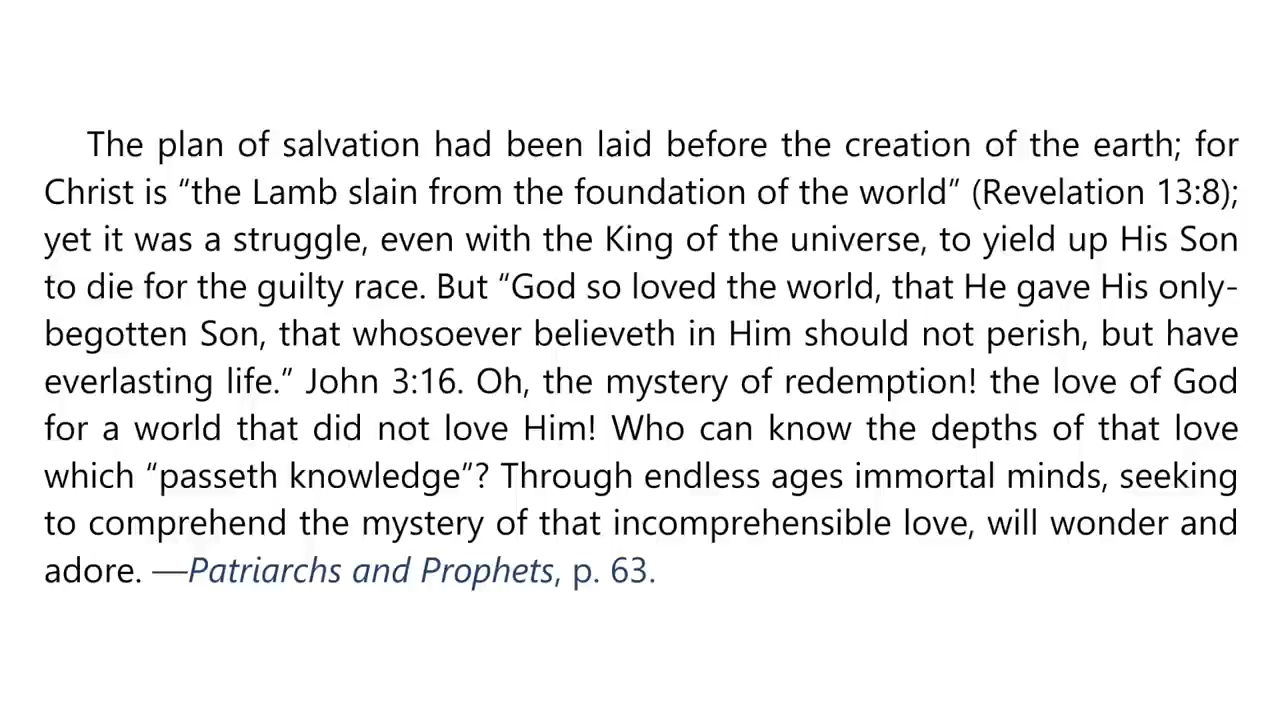 The plan of salvation had been laid before the creation of the earth; for
Christ is “the Lamb slain from the foundation of the world” (Revelation 13:8);
yet it was a struggle, even with the King of the universe, to yield up His Son
to die for the guilty race. But “God so loved the world, that He gave His only-
begotten Son, that whosoever believeth in Him should not perish, but have
everlasting life.” John 3:16. Oh, the mystery of redemption! the love of God
for a world that did not love Him! Who can know the depths of that love
which “passeth knowledge”? Through endless ages immortal minds, seeking
to comprehend the mystery of that incomprehensible love, will wonder and
adore. —Patriarchs and Prophets, p. 63.